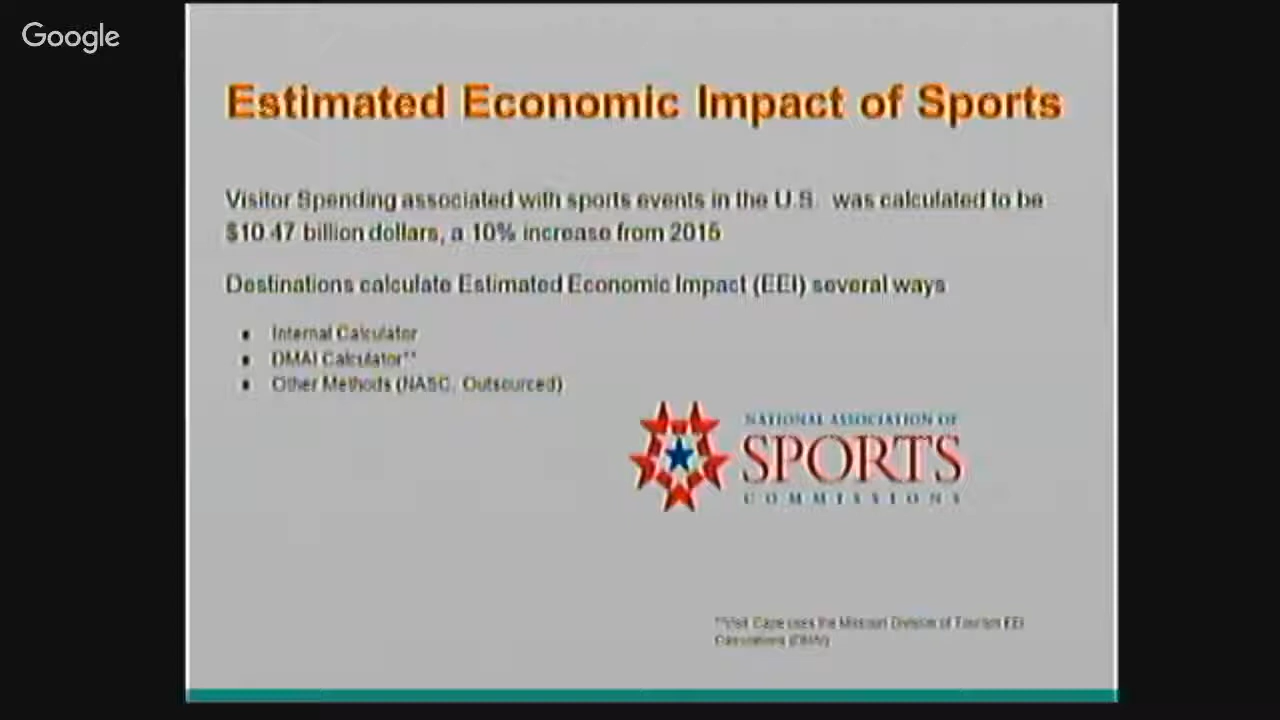 Google
Estimated Economic Impact of Sports
Visitor Spending associated with sports events in the U.S. was calculated to be
$10.47 billion dollars, a 10% increase from 2015
Destinations calculate Estimated Economic Impact (EEI) several ways
Internal Calculator
DMAI Calculator**
Other Methods (NASC, Outsourced)
NATIONAL ASSOCIATION OF
SPORTS
COMMISSIONS
**Visit Cape uses the Missouri Division of Tourism EEI
Calculations